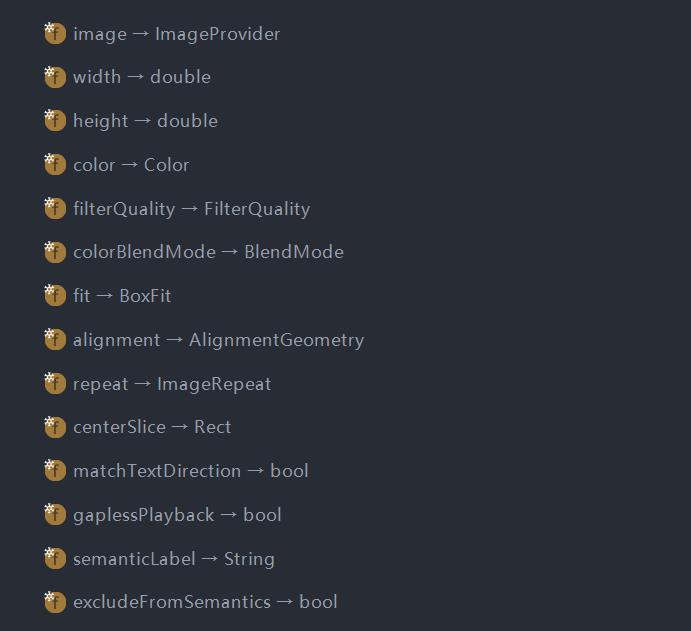 f image → ImageProvider
f width → double
f height → double
f color → Color
f filterQuality → FilterQuality
f colorBlendMode → BlendMode
f fit → BoxFit
f alignment → AlignmentGeometry
f repeat → ImageRepeat
f centerSlice → Rect
f matchTextDirection → bool
f gaplessPlayback → bool
f semanticLabel → String
f excludeFromSemantics → bool